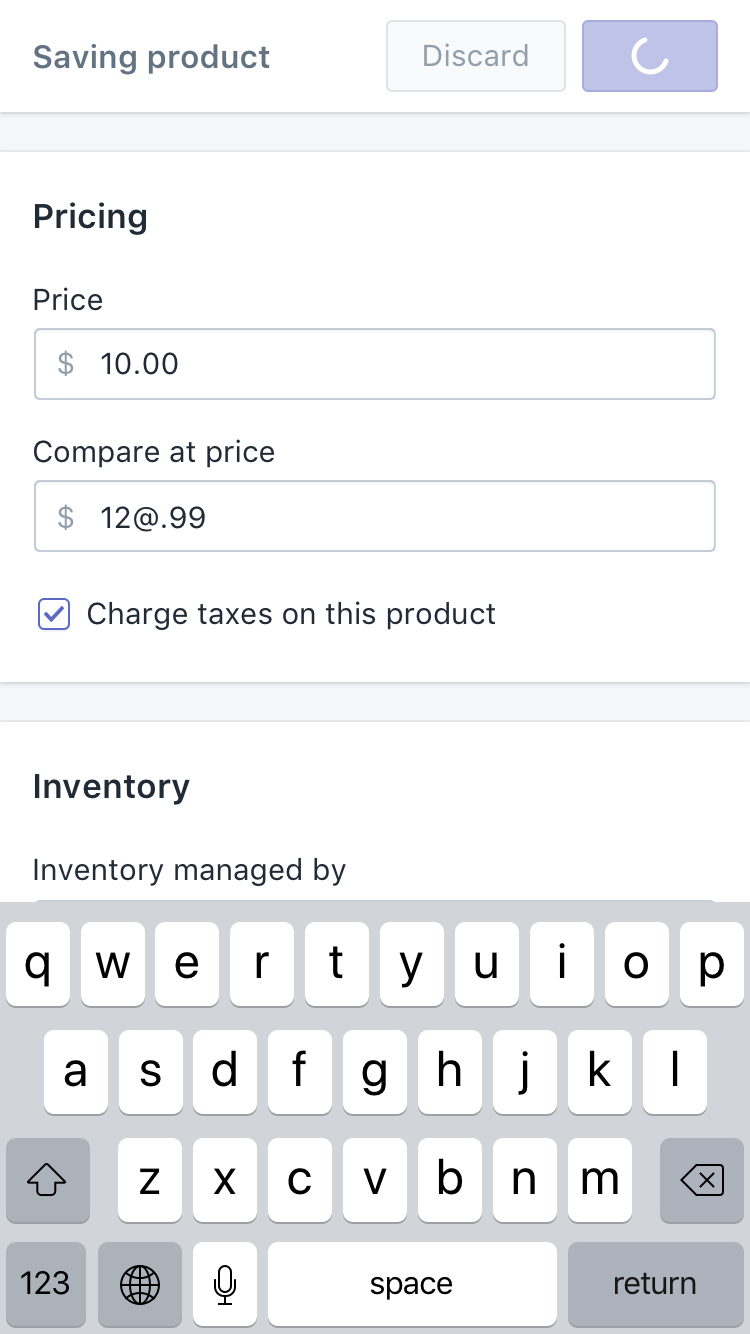 Saving product Discard
Pricing
Price
$ 10.00
Compare at price
$ 12@.99
Charge taxes on this product
Inventory
Inventory managed by
q w e r t y u i o p
a s d f g h j k l
z x c v b n m
123 space return